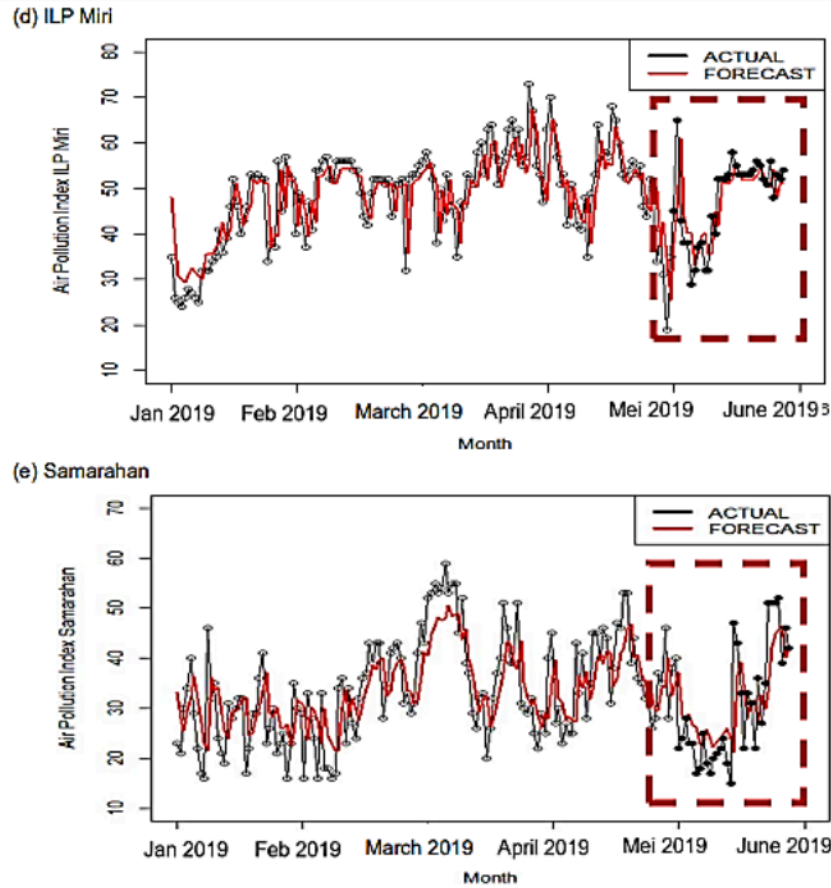 (d) ILP Miri
80
70
60
50
40
30
20
10
Air Pollution Index ILP Miri
ACTUAL
FORECAST
Jan 2019 Feb 2019 March 2019 April 2019 Mei 2019 June 2019
Month
(e) Samarahan
70
60
50
40
30
20
10
Air Pollution Index Samarahan
ACTUAL
FORECAST
Jan 2019 Feb 2019 March 2019 April 2019 Mei 2019 June 2019
Month